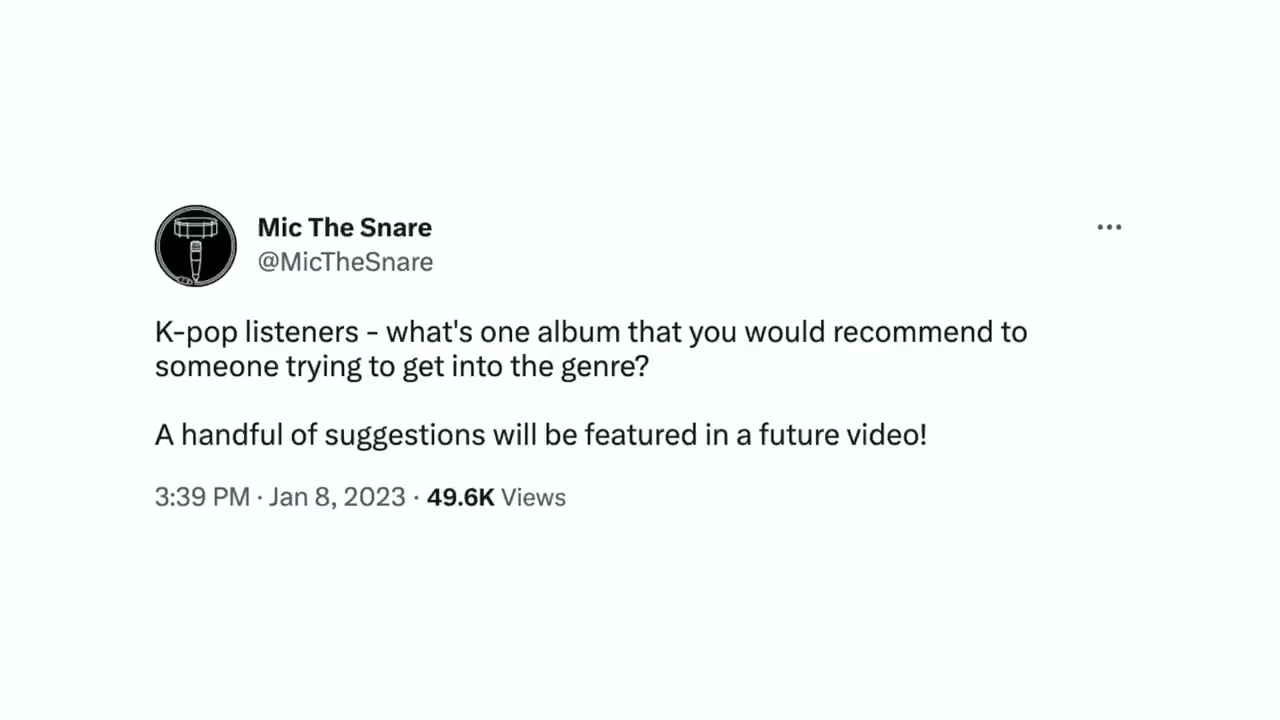 Mic The Snare
@MicTheSnare
K-pop listeners - what's one album that you would recommend to
someone trying to get into the genre?
A handful of suggestions will be featured in a future video!
3:39 PM · Jan 8, 2023 · 49.6K Views